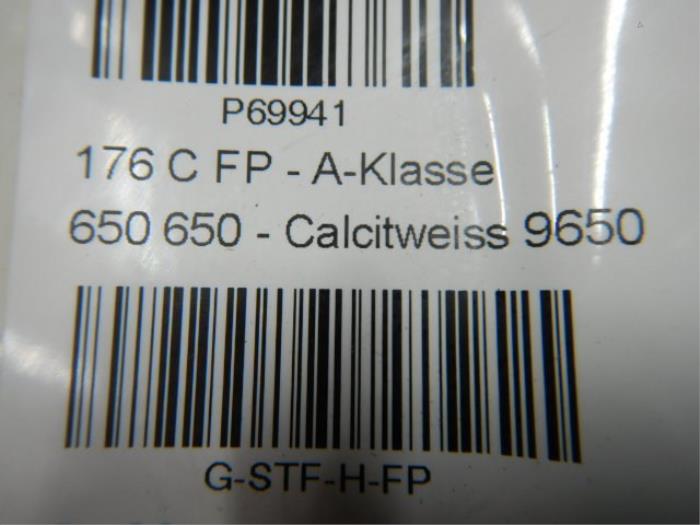 P69941
176 C FP - A-Klasse
650 650 - Calcitweiss 9650
G-STF-H-FP